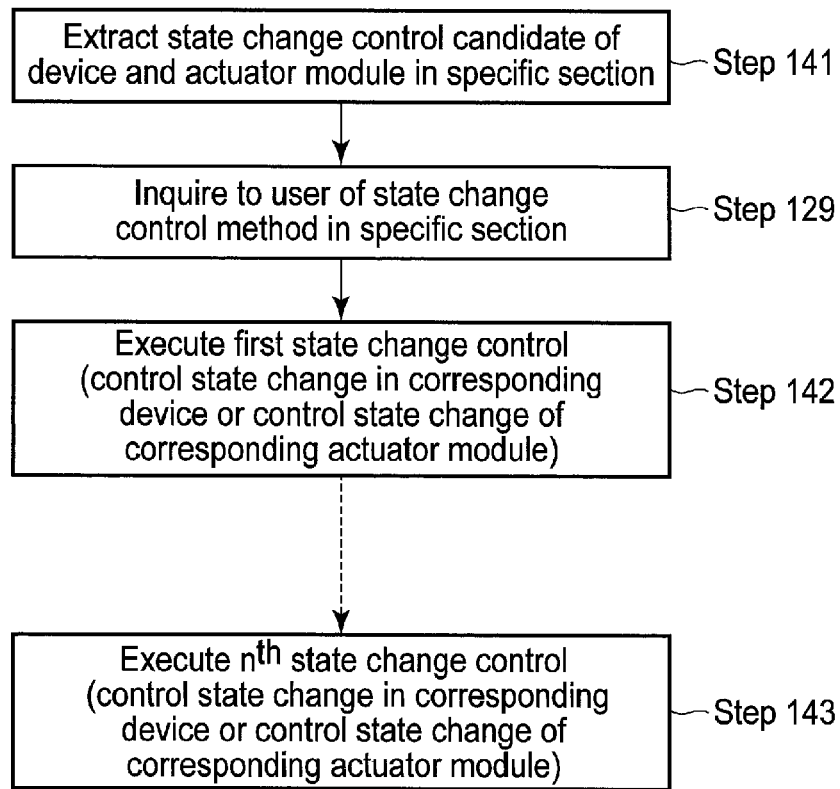 Extract state change control candidate of
device and actuator module in specific section
Step 141
Inquire to user of state change
control method in specific section
Step 129
Execute first state change control
(control state change in corresponding
device or control state change of
corresponding actuator module)
Step 142
Execute nth state change control
(control state change in corresponding
device or control state change of
corresponding actuator module)
Step 143